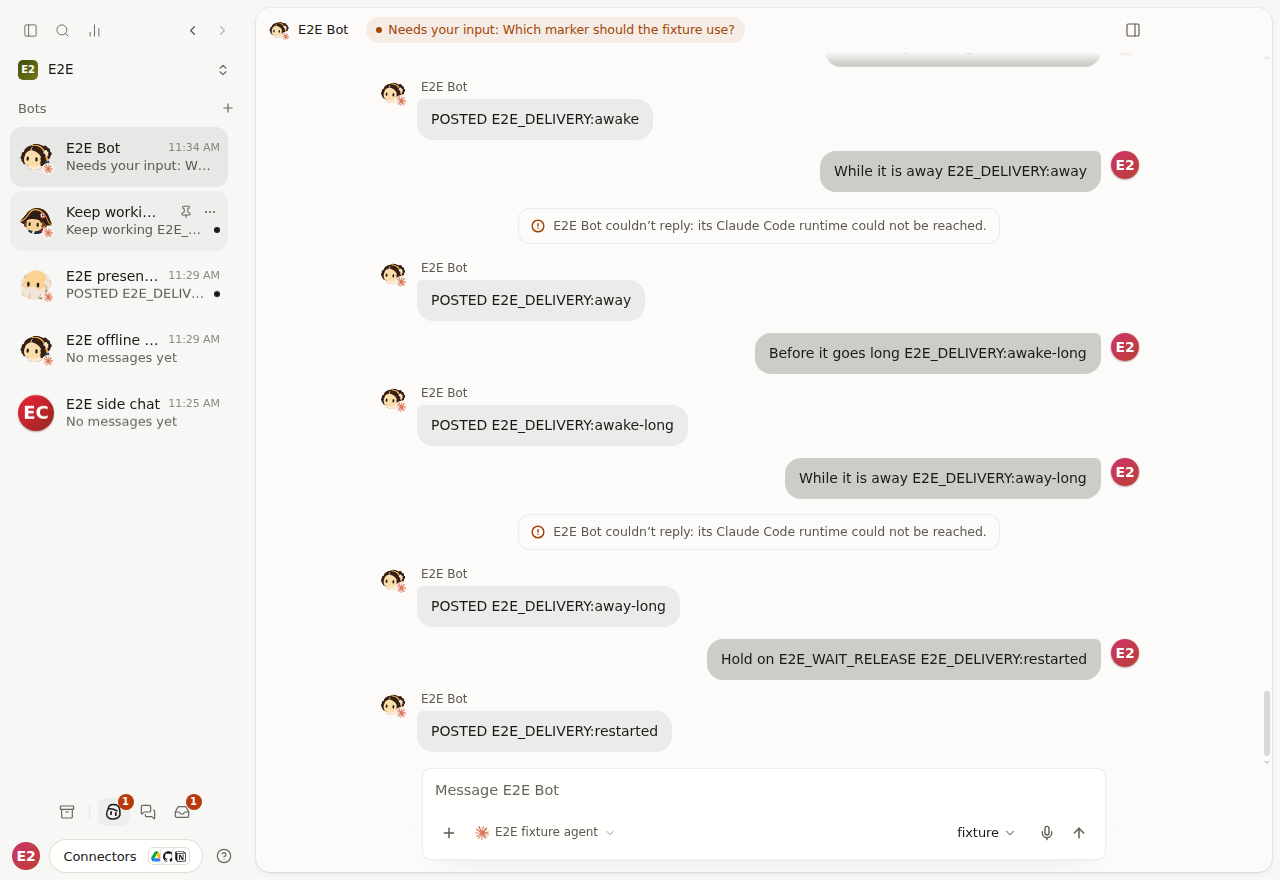 E2 E2E
Bots
E2E Bot 11:34 AM
Needs your input: W…
Keep worki…
Keep working E2E_…
E2E presen… 11:29 AM
POSTED E2E_DELIV…
E2E offline … 11:29 AM
No messages yet
EC E2E side chat 11:25 AM
No messages yet
1 1
E2 Connectors
E2E Bot Needs your input: Which marker should the fixture use?
E2E Bot
POSTED E2E_DELIVERY:awake
While it is away E2E_DELIVERY:away E2
E2E Bot couldn’t reply: its Claude Code runtime could not be reached.
E2E Bot
POSTED E2E_DELIVERY:away
Before it goes long E2E_DELIVERY:awake-long E2
E2E Bot
POSTED E2E_DELIVERY:awake-long
While it is away E2E_DELIVERY:away-long E2
E2E Bot couldn’t reply: its Claude Code runtime could not be reached.
E2E Bot
POSTED E2E_DELIVERY:away-long
Hold on E2E_WAIT_RELEASE E2E_DELIVERY:restarted E2
E2E Bot
POSTED E2E_DELIVERY:restarted
Message E2E Bot
E2E fixture agent fixture